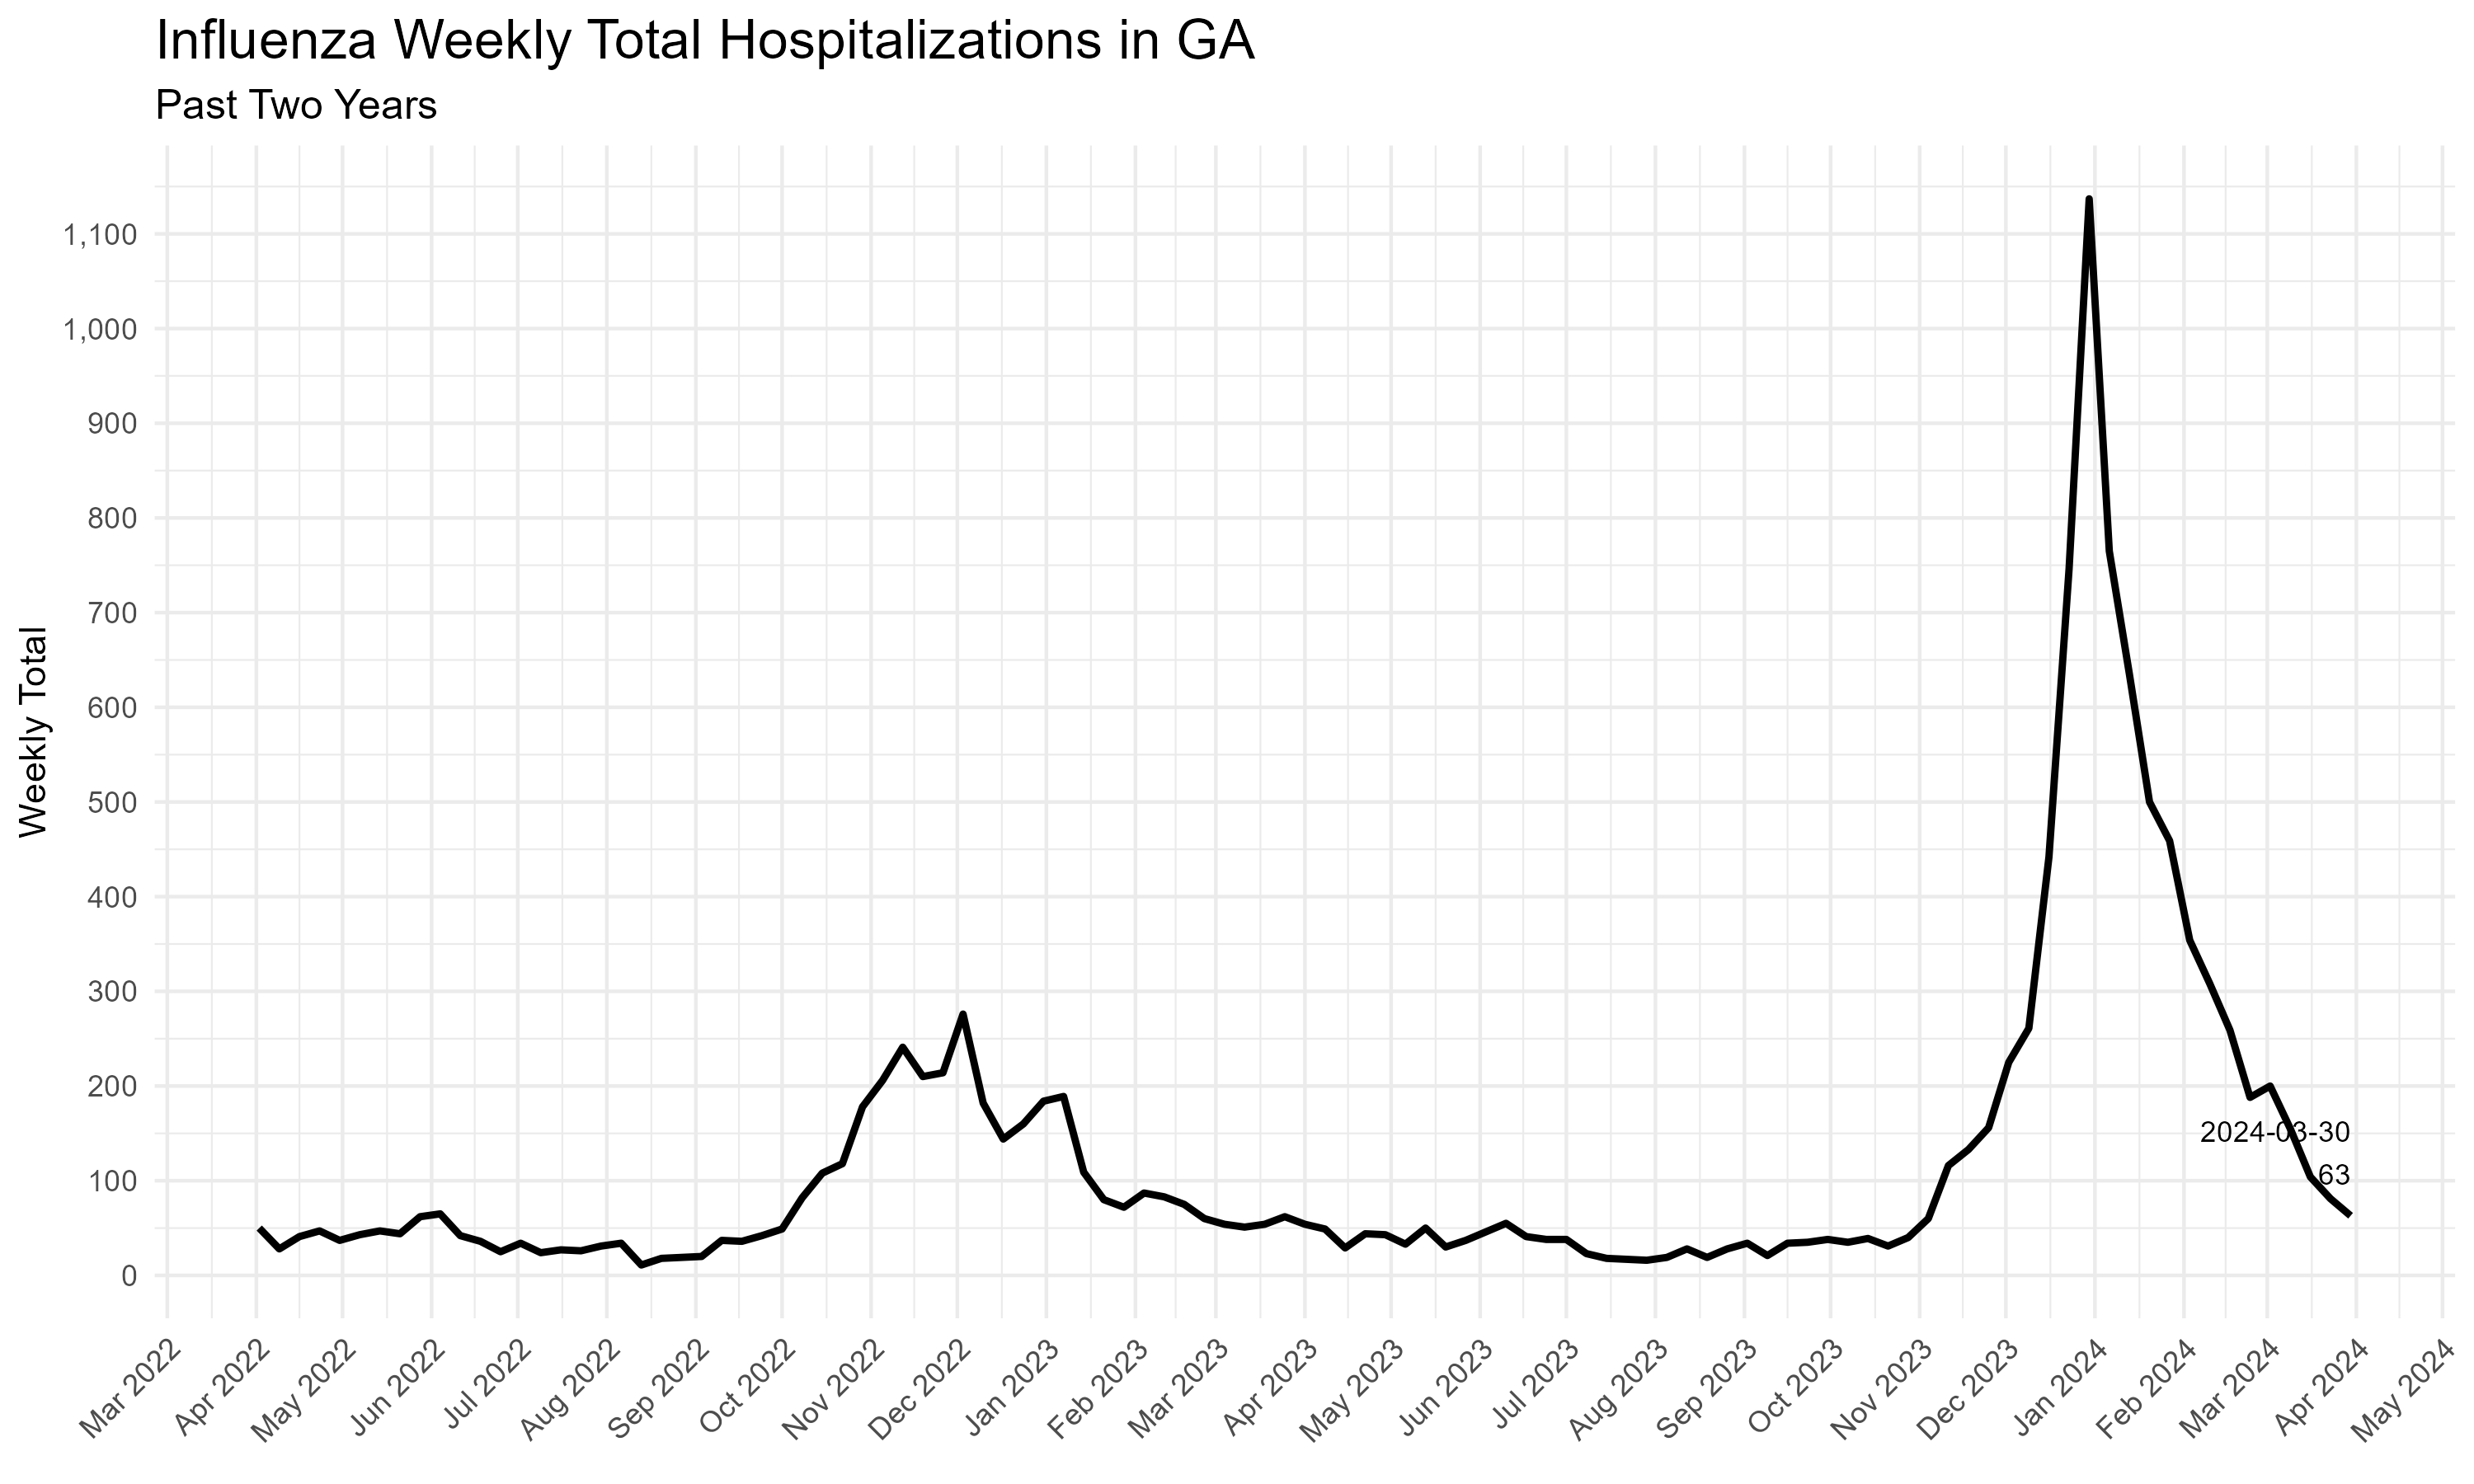 Influenza Weekly Total Hospitalizations in GA
Past Two Years
Weekly Total
1,100
1,000
900
800
700
600
500
400
300
200
100
0
2024-03-30
63
Mar 2022
Apr 2022
May 2022
Jun 2022
Jul 2022
Aug 2022
Sep 2022
Oct 2022
Nov 2022
Dec 2022
Jan 2023
Feb 2023
Mar 2023
Apr 2023
May 2023
Jun 2023
Jul 2023
Aug 2023
Sep 2023
Oct 2023
Nov 2023
Dec 2023
Jan 2024
Feb 2024
Mar 2024
Apr 2024
May 2024